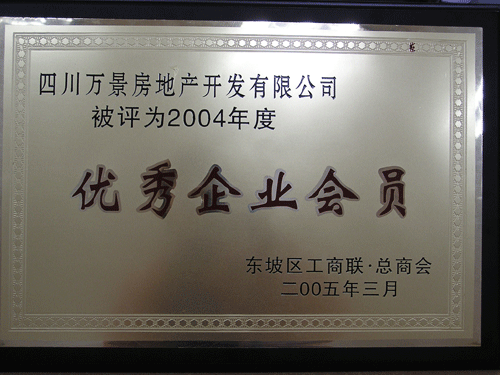 四川万景房地产开发有限公司
被评为2004年度
优秀企业会员
东坡区工商联·总商会
二00五年三月